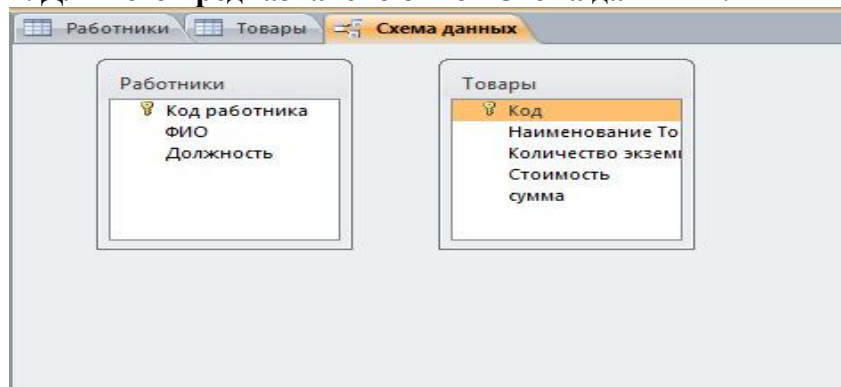 Работники Товары Схема данных
Работники
Код работника
ФИО
Должность
Товары
Код
Наименование То
Количество экзем
Стоимость
сумма